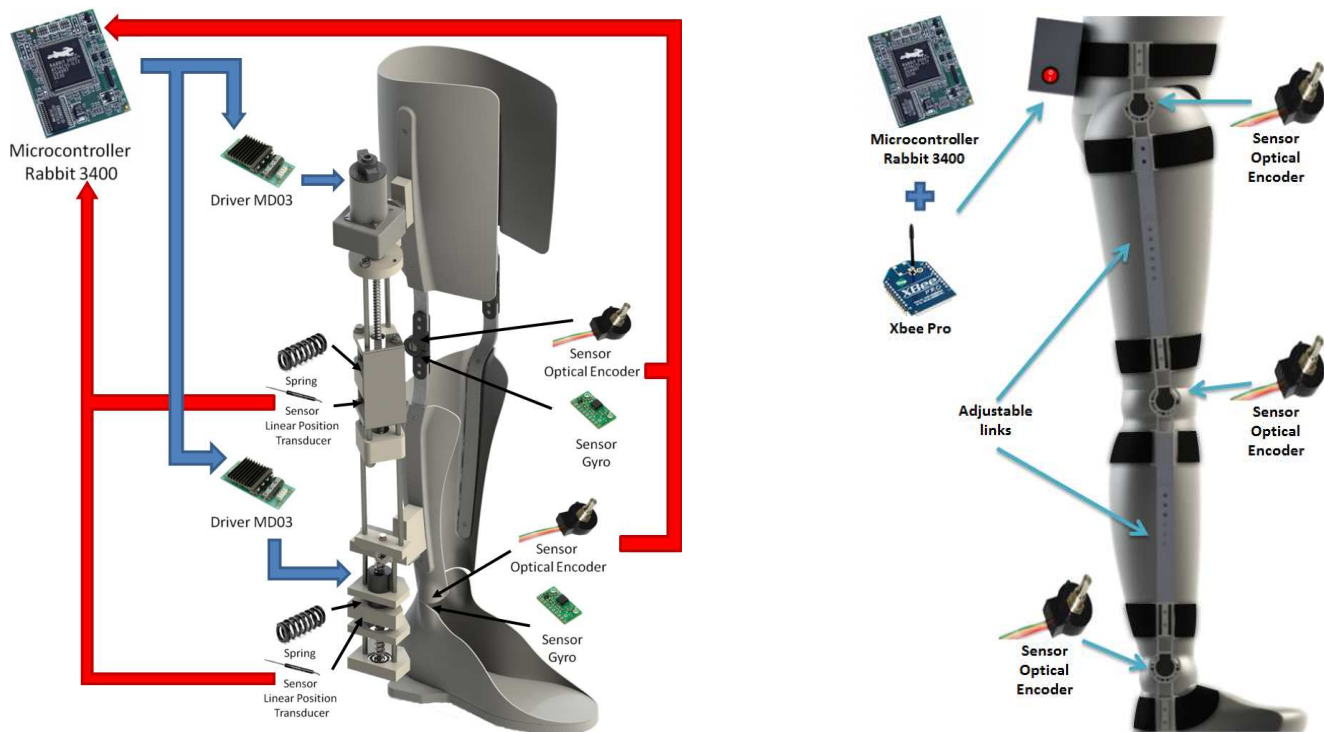 Microcontroller
Rabbit 3400
Driver MD03
Spring
Sensor
Linear Position
Transducer
Sensor
Optical Encoder
Sensor
Gyro
Driver MD03
Sensor
Optical Encoder
Spring
Sensor
Linear Position
Transducer
Sensor
Gyro
Microcontroller
Rabbit 3400
XBee
PRO
Xbee Pro
Sensor
Optical
Encoder
Adjustable
links
Sensor
Optical
Encoder
Sensor
Optical
Encoder